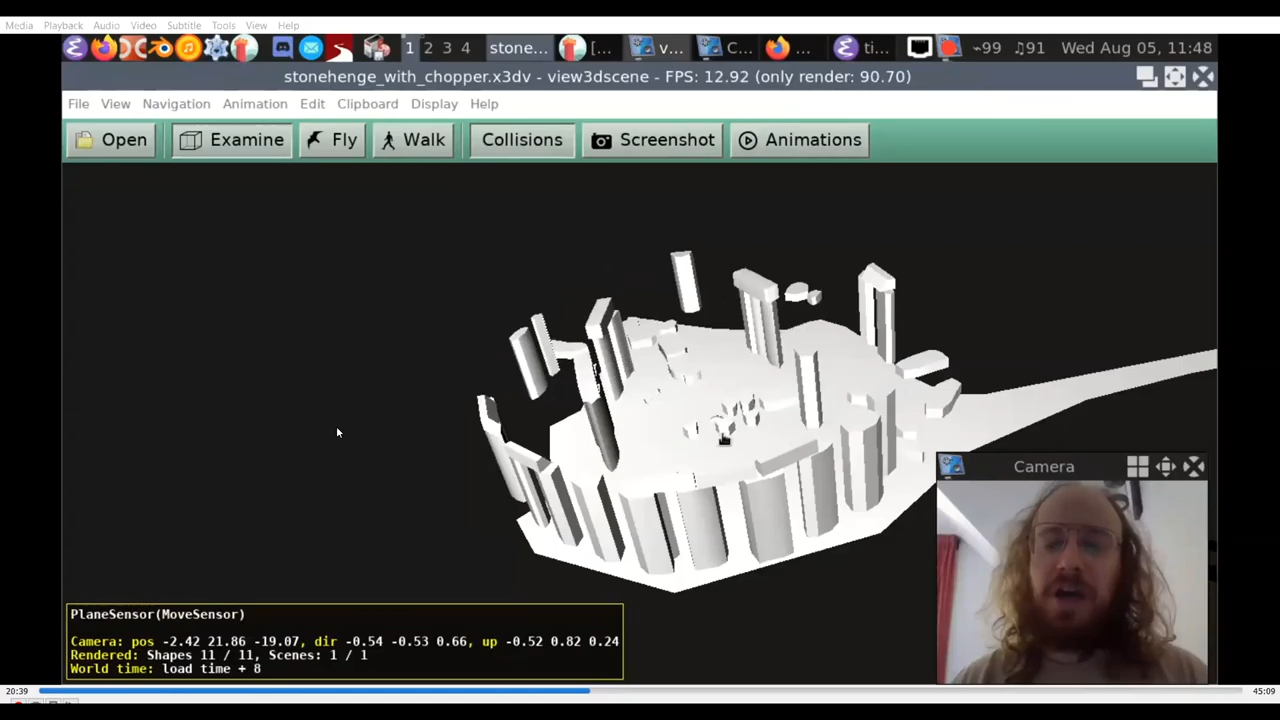 Media Playback Audio Video Subtitle Tools View Help
1 2 3 4 stone... [... v... C... ... ti... ~99 ♫91 Wed Aug 05, 11:48
stonehenge_with_chopper.x3dv - view3dscene - FPS: 12.92 (only render: 90.70)
File View Navigation Animation Edit Clipboard Display Help
Open Examine Fly Walk Collisions Screenshot Animations
Camera
PlaneSensor(MoveSensor)
Camera: pos -2.42 21.86 -19.07, dir -0.54 -0.53 0.66, up -0.52 0.82 0.24
Rendered: Shapes 11 / 11, Scenes: 1 / 1
World time: load time + 8
20:39 45:09